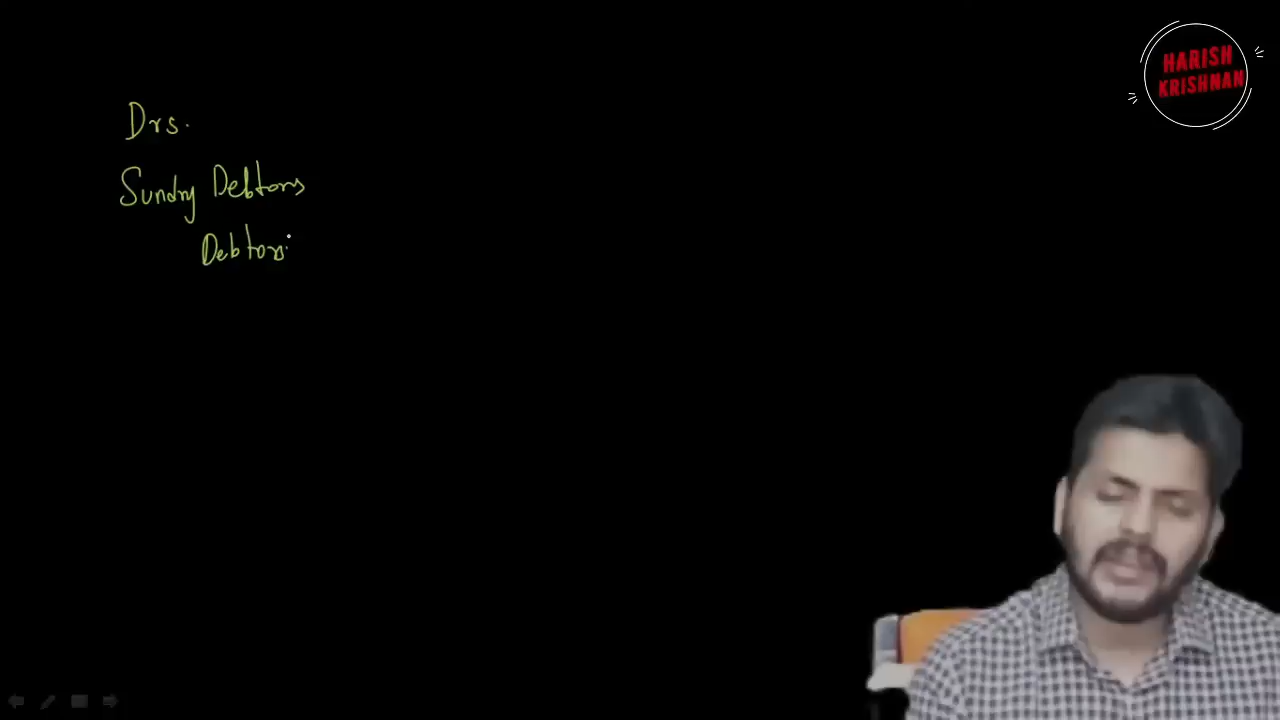 HARISH
KRISHNAN
Drs.
Sundry Debtors
Debtors